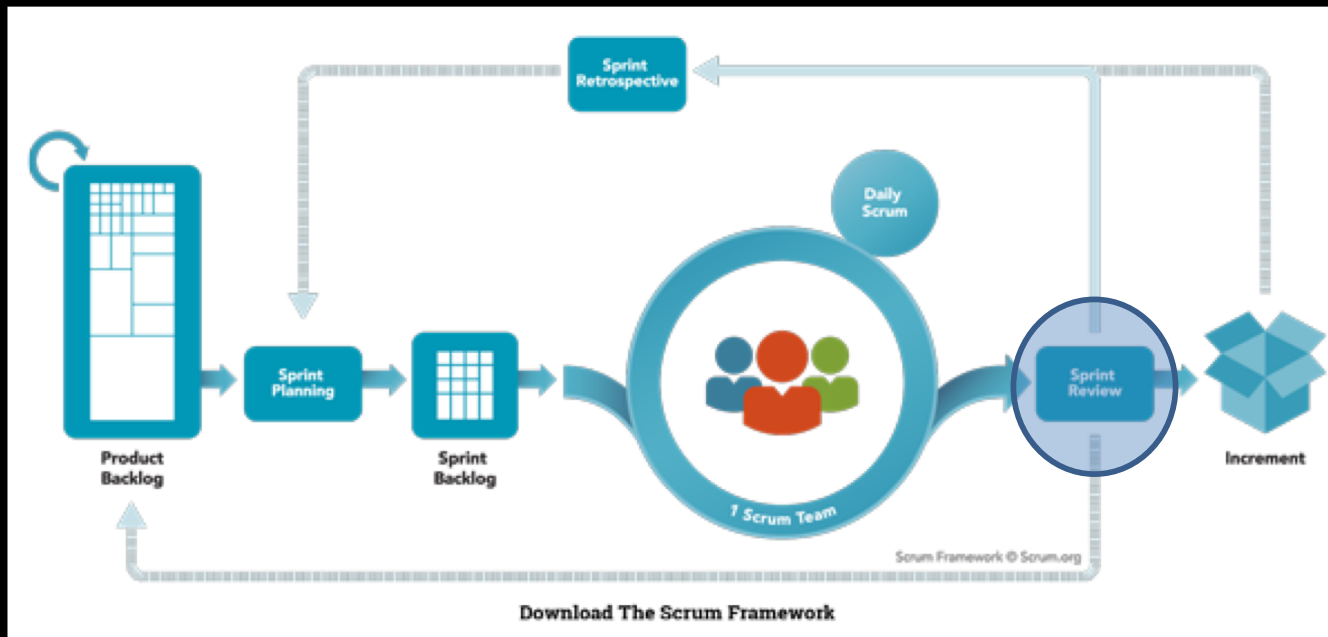 Sprint
Retrospective
Daily
Scrum
Sprint
Planning
Sprint
Review
Product
Backlog
Sprint
Backlog
Increment
1 Scrum Team
Scrum Framework © Scrum.org
Download The Scrum Framework